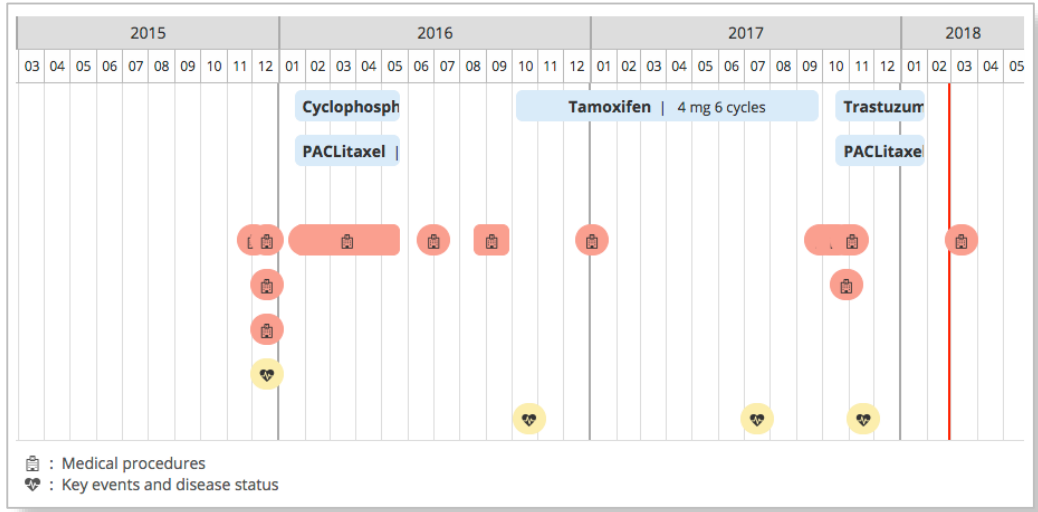 2015 2016 2017 2018
03 04 05 06 07 08 09 10 11 12 01 02 03 04 05 06 07 08 09 10 11 12 01 02 03 04 05 06 07 08 09 10 11 12 01 02 03 04 05
Cyclophosph Tamoxifen | 4 mg 6 cycles Trastuzum
PACLitaxel | PACLitaxel
: Medical procedures
: Key events and disease status